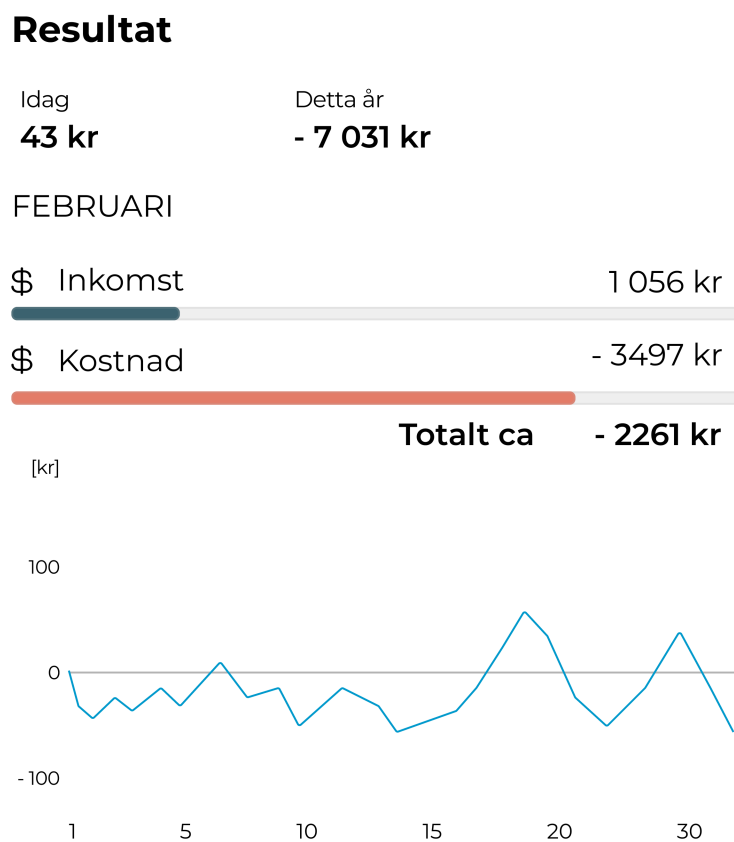 Resultat
Idag Detta år
43 kr - 7 031 kr
FEBRUARI
$ Inkomst 1 056 kr
$ Kostnad - 3497 kr
Totalt ca - 2261 kr
[kr]
100
0
- 100
1 5 10 15 20 30